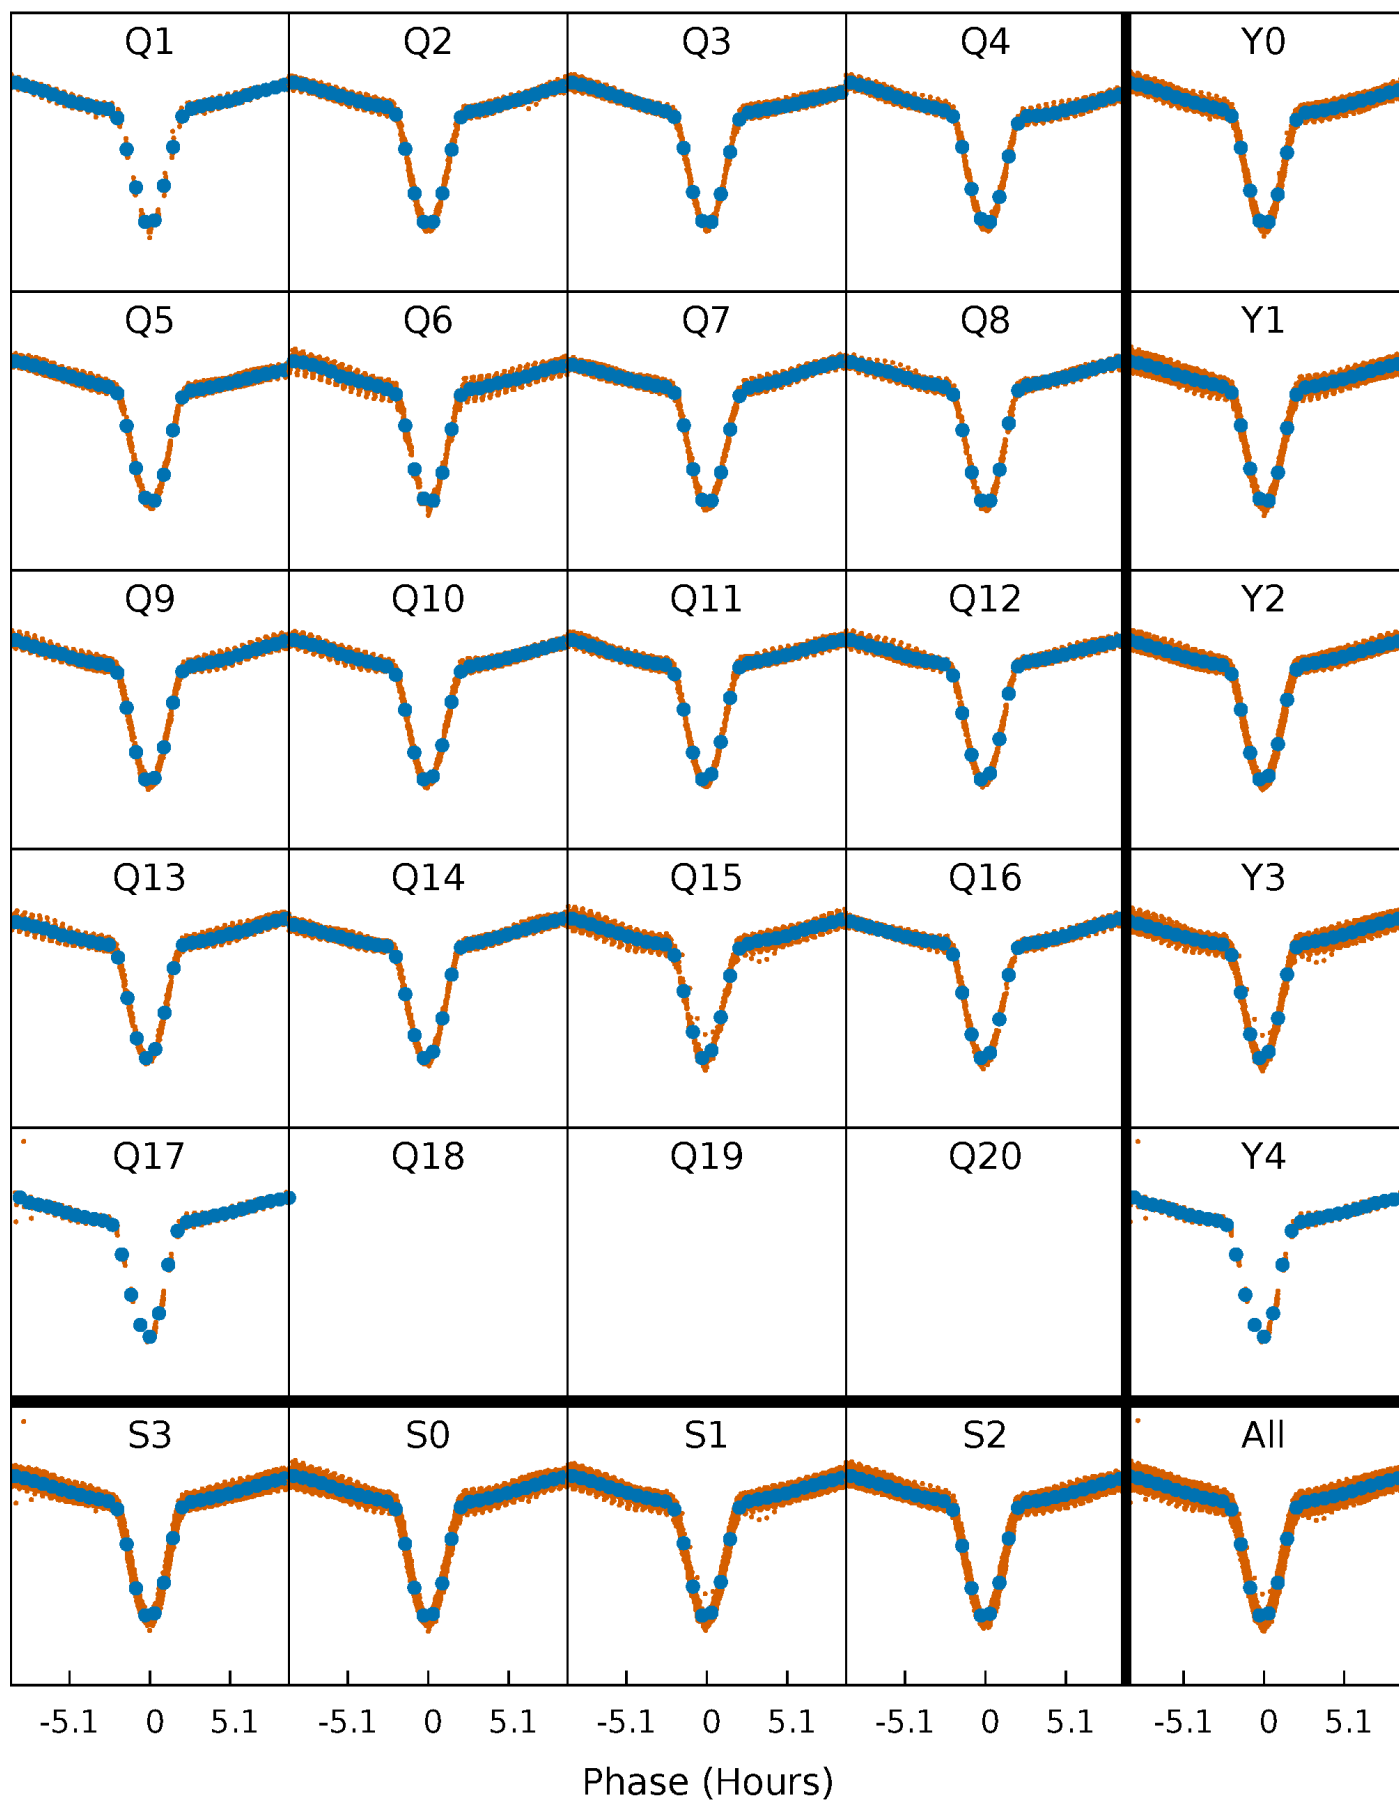 Q1 Q2 Q3 Q4 Y0
Q5 Q6 Q7 Q8 Y1
Q9 Q10 Q11 Q12 Y2
Q13 Q14 Q15 Q16 Y3
Q17 Q18 Q19 Q20 Y4
S3 S0 S1 S2 All
-5.1 0 5.1 -5.1 0 5.1 -5.1 0 5.1 -5.1 0 5.1 -5.1 0 5.1
Phase (Hours)